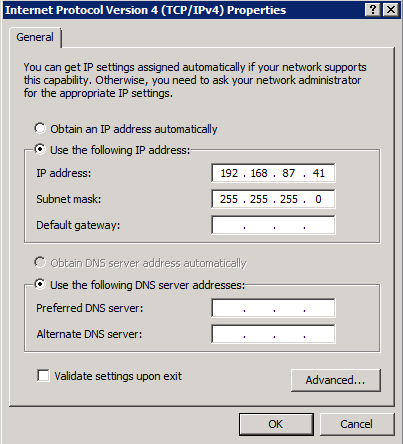 Internet Protocol Version 4 (TCP/IPv4) Properties
General
You can get IP settings assigned automatically if your network supports
this capability. Otherwise, you need to ask your network administrator
for the appropriate IP settings.
Obtain an IP address automatically
Use the following IP address:
IP address: 192 . 168 . 87 . 41
Subnet mask: 255 . 255 . 255 . 0
Default gateway: . . .
Obtain DNS server address automatically
Use the following DNS server addresses:
Preferred DNS server: . . .
Alternate DNS server: . . .
Validate settings upon exit
Advanced...
OK Cancel